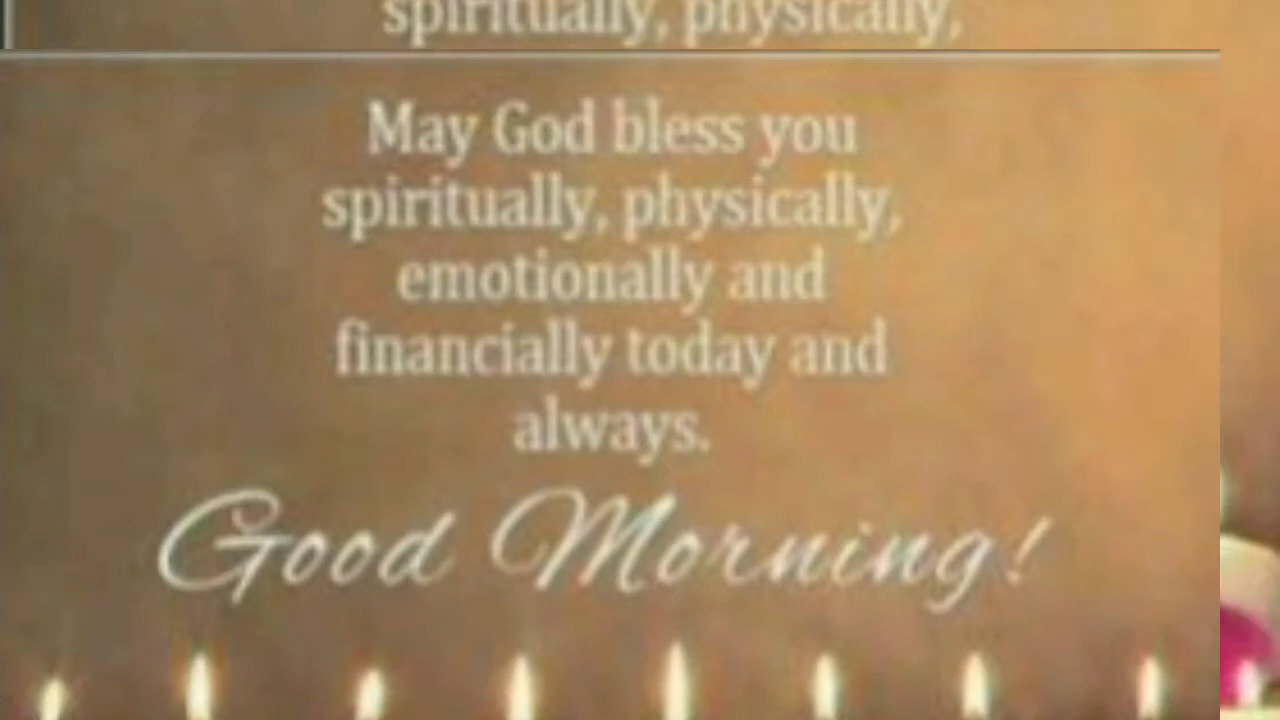 spiritually, physically,
May God bless you
spiritually, physically,
emotionally and
financially today and
always.
Good Morning!